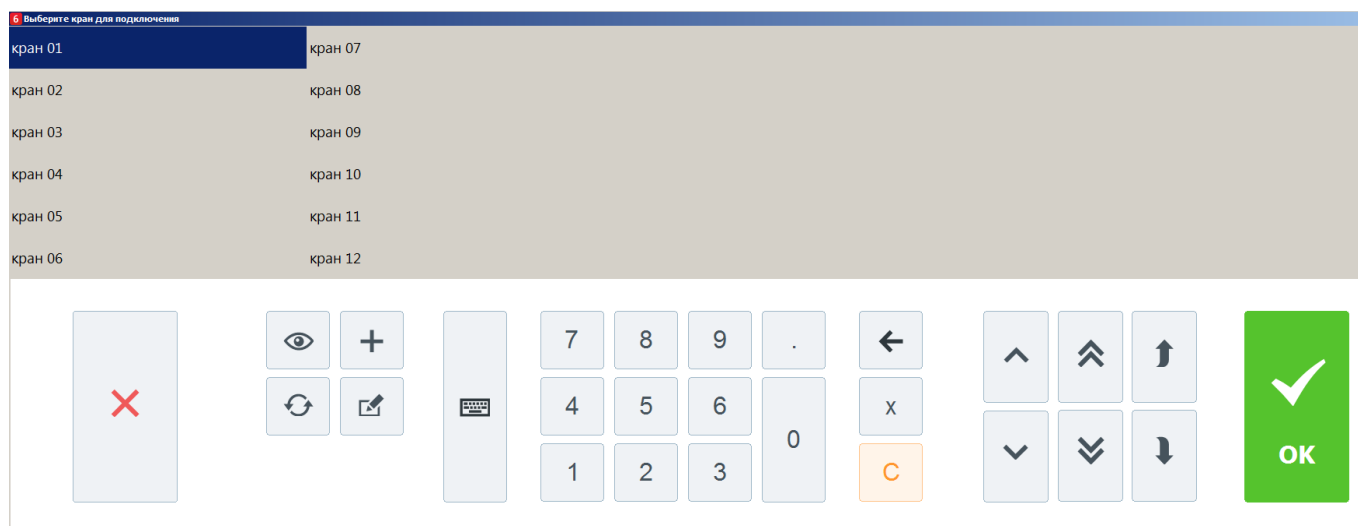 6 Выберите кран для подключения
кран 01
кран 02
кран 03
кран 04
кран 05
кран 06
кран 07
кран 08
кран 09
кран 10
кран 11
кран 12
7 8 9 .
4 5 6 x
0
1 2 3 C
OK